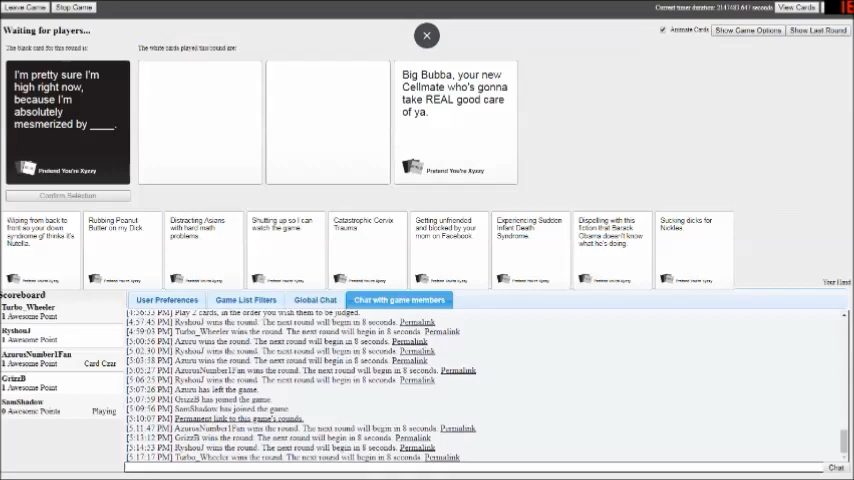 Leave Game
Stop Game
Current timer duration: 2147483.647 seconds
View Cards
Waiting for players...
Animate Cards
Show Game Options
Show Last Round
The black card for this round is:
The white cards played this round are:
I'm pretty sure I'm
high right now,
because I'm
absolutely
mesmerized by ____.
Pretend You're Xyzzy
Big Bubba, your new
Cellmate who's gonna
take REAL good care
of ya.
Pretend You're Xyzzy
Confirm Selection
Wiping from back to
front so your down
syndrome gf thinks it's
Nutella.
Rubbing Peanut
Butter on my Dick.
Distracting Asians
with hard math
problems.
Shutting up so I can
watch the game.
Catastrophic Cervix
Trauma
Getting unfriended
and blocked by your
mom on Facebook.
Experiencing Sudden
Infant Death
Syndrome.
Dispelling with this
fiction that Barack
Obama doesn't know
what he's doing.
Sucking dicks for
Nickles.
Your Hand
Scoreboard
Turbo_Wheeler
1 Awesome Point
RyshouJ
1 Awesome Point
AzurusNumber1Fan
1 Awesome Point Card Czar
GrizzB
1 Awesome Point
SamShadow
0 Awesome Points Playing
User Preferences
Game List Filters
Global Chat
Chat with game members
[4:56:33 PM] Play 2 cards, in the order you wish them to be judged.
[4:57:45 PM] RyshouJ wins the round. The next round will begin in 8 seconds. Permalink
[4:59:03 PM] Turbo_Wheeler wins the round. The next round will begin in 8 seconds. Permalink
[5:00:56 PM] Azuru wins the round. The next round will begin in 8 seconds. Permalink
[5:02:30 PM] RyshouJ wins the round. The next round will begin in 8 seconds. Permalink
[5:03:58 PM] Azuru wins the round. The next round will begin in 8 seconds. Permalink
[5:05:27 PM] AzurusNumber1Fan wins the round. The next round will begin in 8 seconds. Permalink
[5:06:25 PM] RyshouJ wins the round. The next round will begin in 8 seconds. Permalink
[5:07:26 PM] Azuru has left the game.
[5:07:59 PM] GrizzB has joined the game.
[5:09:56 PM] SamShadow has joined the game.
[5:10:07 PM] Permanent link to this game's rounds.
[5:11:47 PM] AzurusNumber1Fan wins the round. The next round will begin in 8 seconds. Permalink
[5:13:12 PM] GrizzB wins the round. The next round will begin in 8 seconds. Permalink
[5:14:53 PM] RyshouJ wins the round. The next round will begin in 8 seconds. Permalink
[5:17:17 PM] Turbo_Wheeler wins the round. The next round will begin in 8 seconds. Permalink
Chat